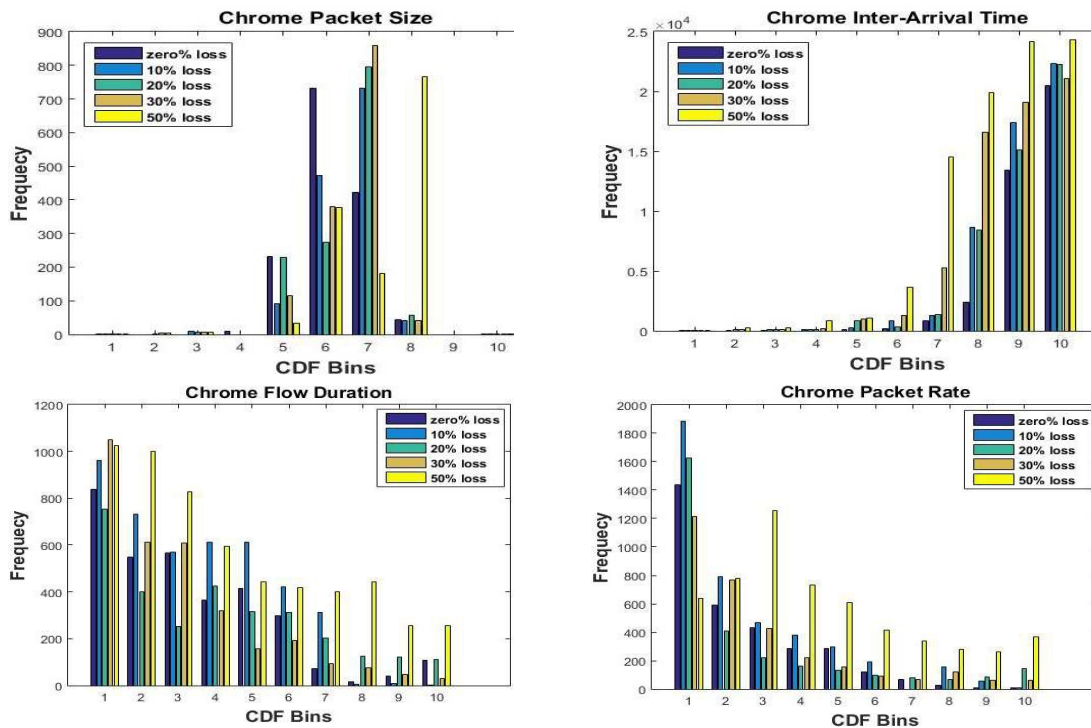 Chrome Packet Size
900
800
700
600
500
400
300
200
100
0
Frequecy
zero% loss
10% loss
20% loss
30% loss
50% loss
1 2 3 4 5 6 7 8 9 10
CDF Bins
Chrome Inter-Arrival Time
× 10⁴
2.5
2
1.5
1
0.5
0
Frequecy
zero% loss
10% loss
20% loss
30% loss
50% loss
1 2 3 4 5 6 7 8 9 10
CDF Bins
Chrome Flow Duration
1200
1000
800
600
400
200
0
Frequecy
zero% loss
10% loss
20% loss
30% loss
50% loss
1 2 3 4 5 6 7 8 9 10
CDF Bins
Chrome Packet Rate
2000
1800
1600
1400
1200
1000
800
600
400
200
0
Frequecy
zero% loss
10% loss
20% loss
30% loss
50% loss
1 2 3 4 5 6 7 8 9 10
CDF Bins